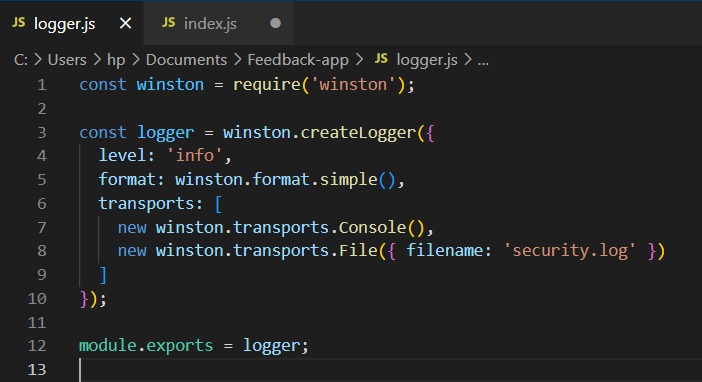 JS logger.js × JS index.js ●
C: > Users > hp > Documents > Feedback-app > JS logger.js > ...
1 const winston = require('winston');
2
3 const logger = winston.createLogger({
4   level: 'info',
5   format: winston.format.simple(),
6   transports: [
7     new winston.transports.Console(),
8     new winston.transports.File({ filename: 'security.log' })
9   ]
10 });
11
12 module.exports = logger;
13